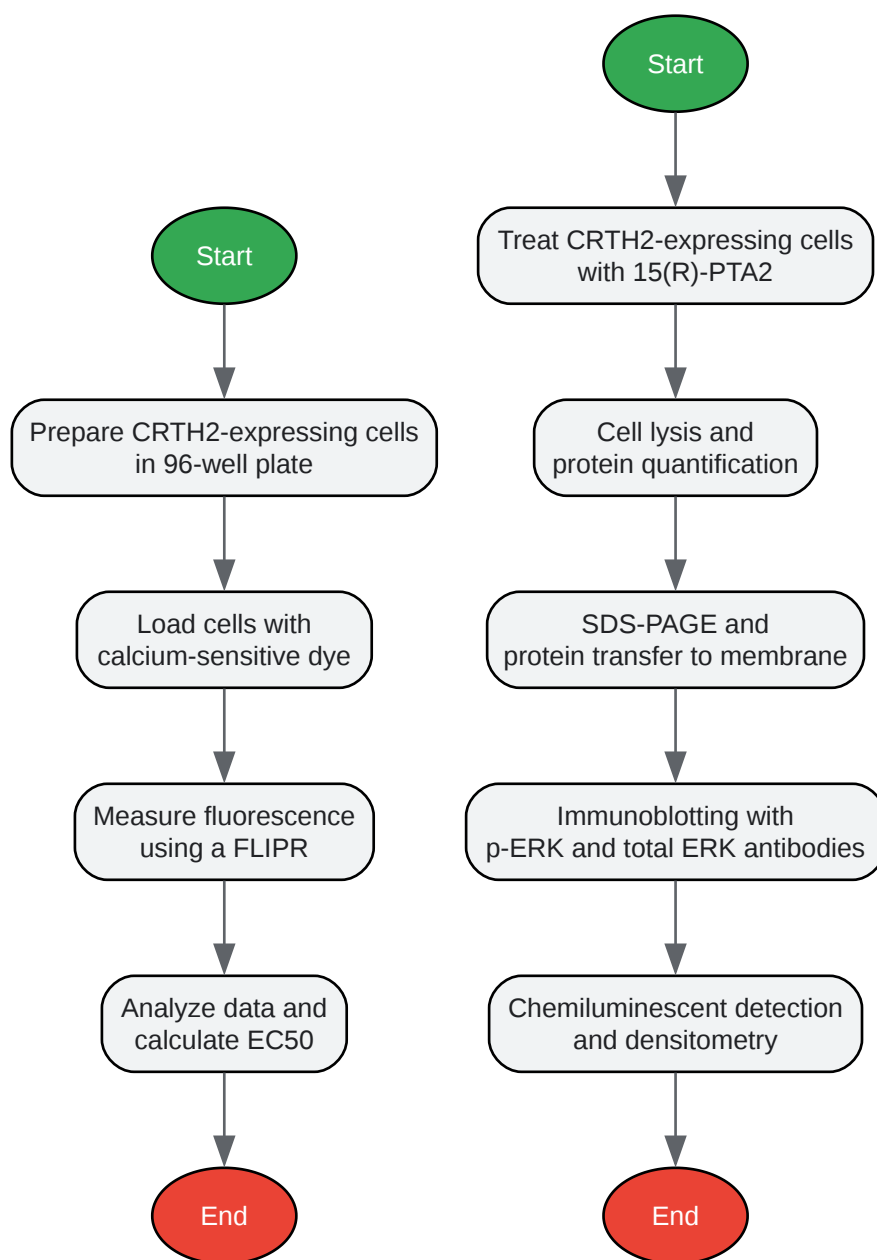 Start
Prepare CRTH2-expressing cells
in 96-well plate
Load cells with
calcium-sensitive dye
Measure fluorescence
using a FLIPR
Analyze data and
calculate EC50
End
Start
Treat CRTH2-expressing cells
with 15(R)-PTA2
Cell lysis and
protein quantification
SDS-PAGE and
protein transfer to membrane
Immunoblotting with
p-ERK and total ERK antibodies
Chemiluminescent detection
and densitometry
End